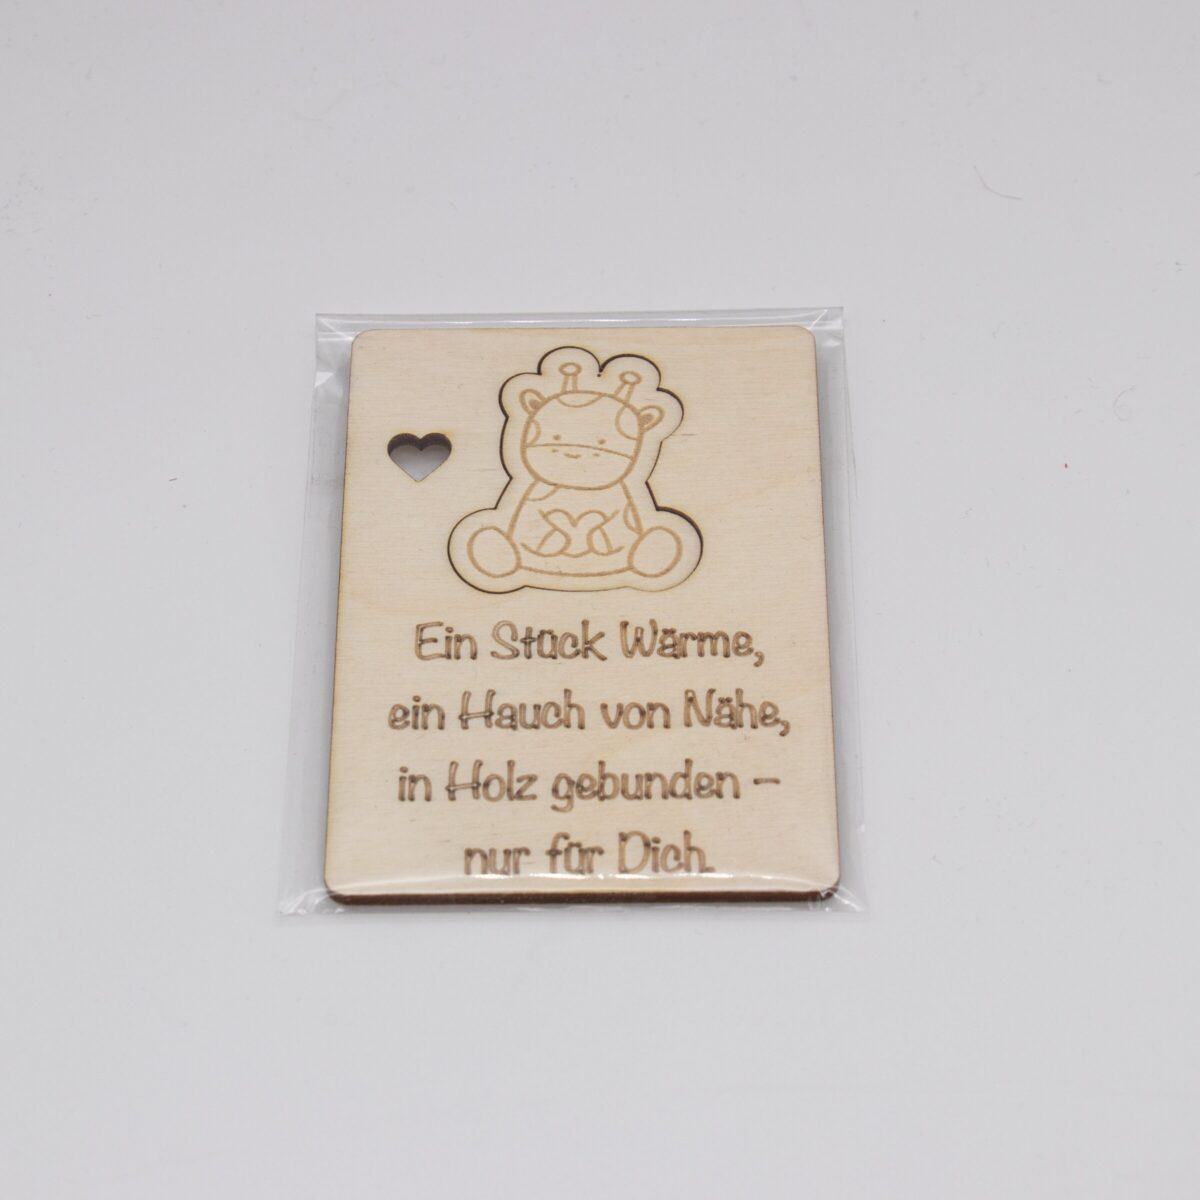 Ein Stück Wärme,
ein Hauch von Nähe,
in Holz gebunden –
nur für Dich.